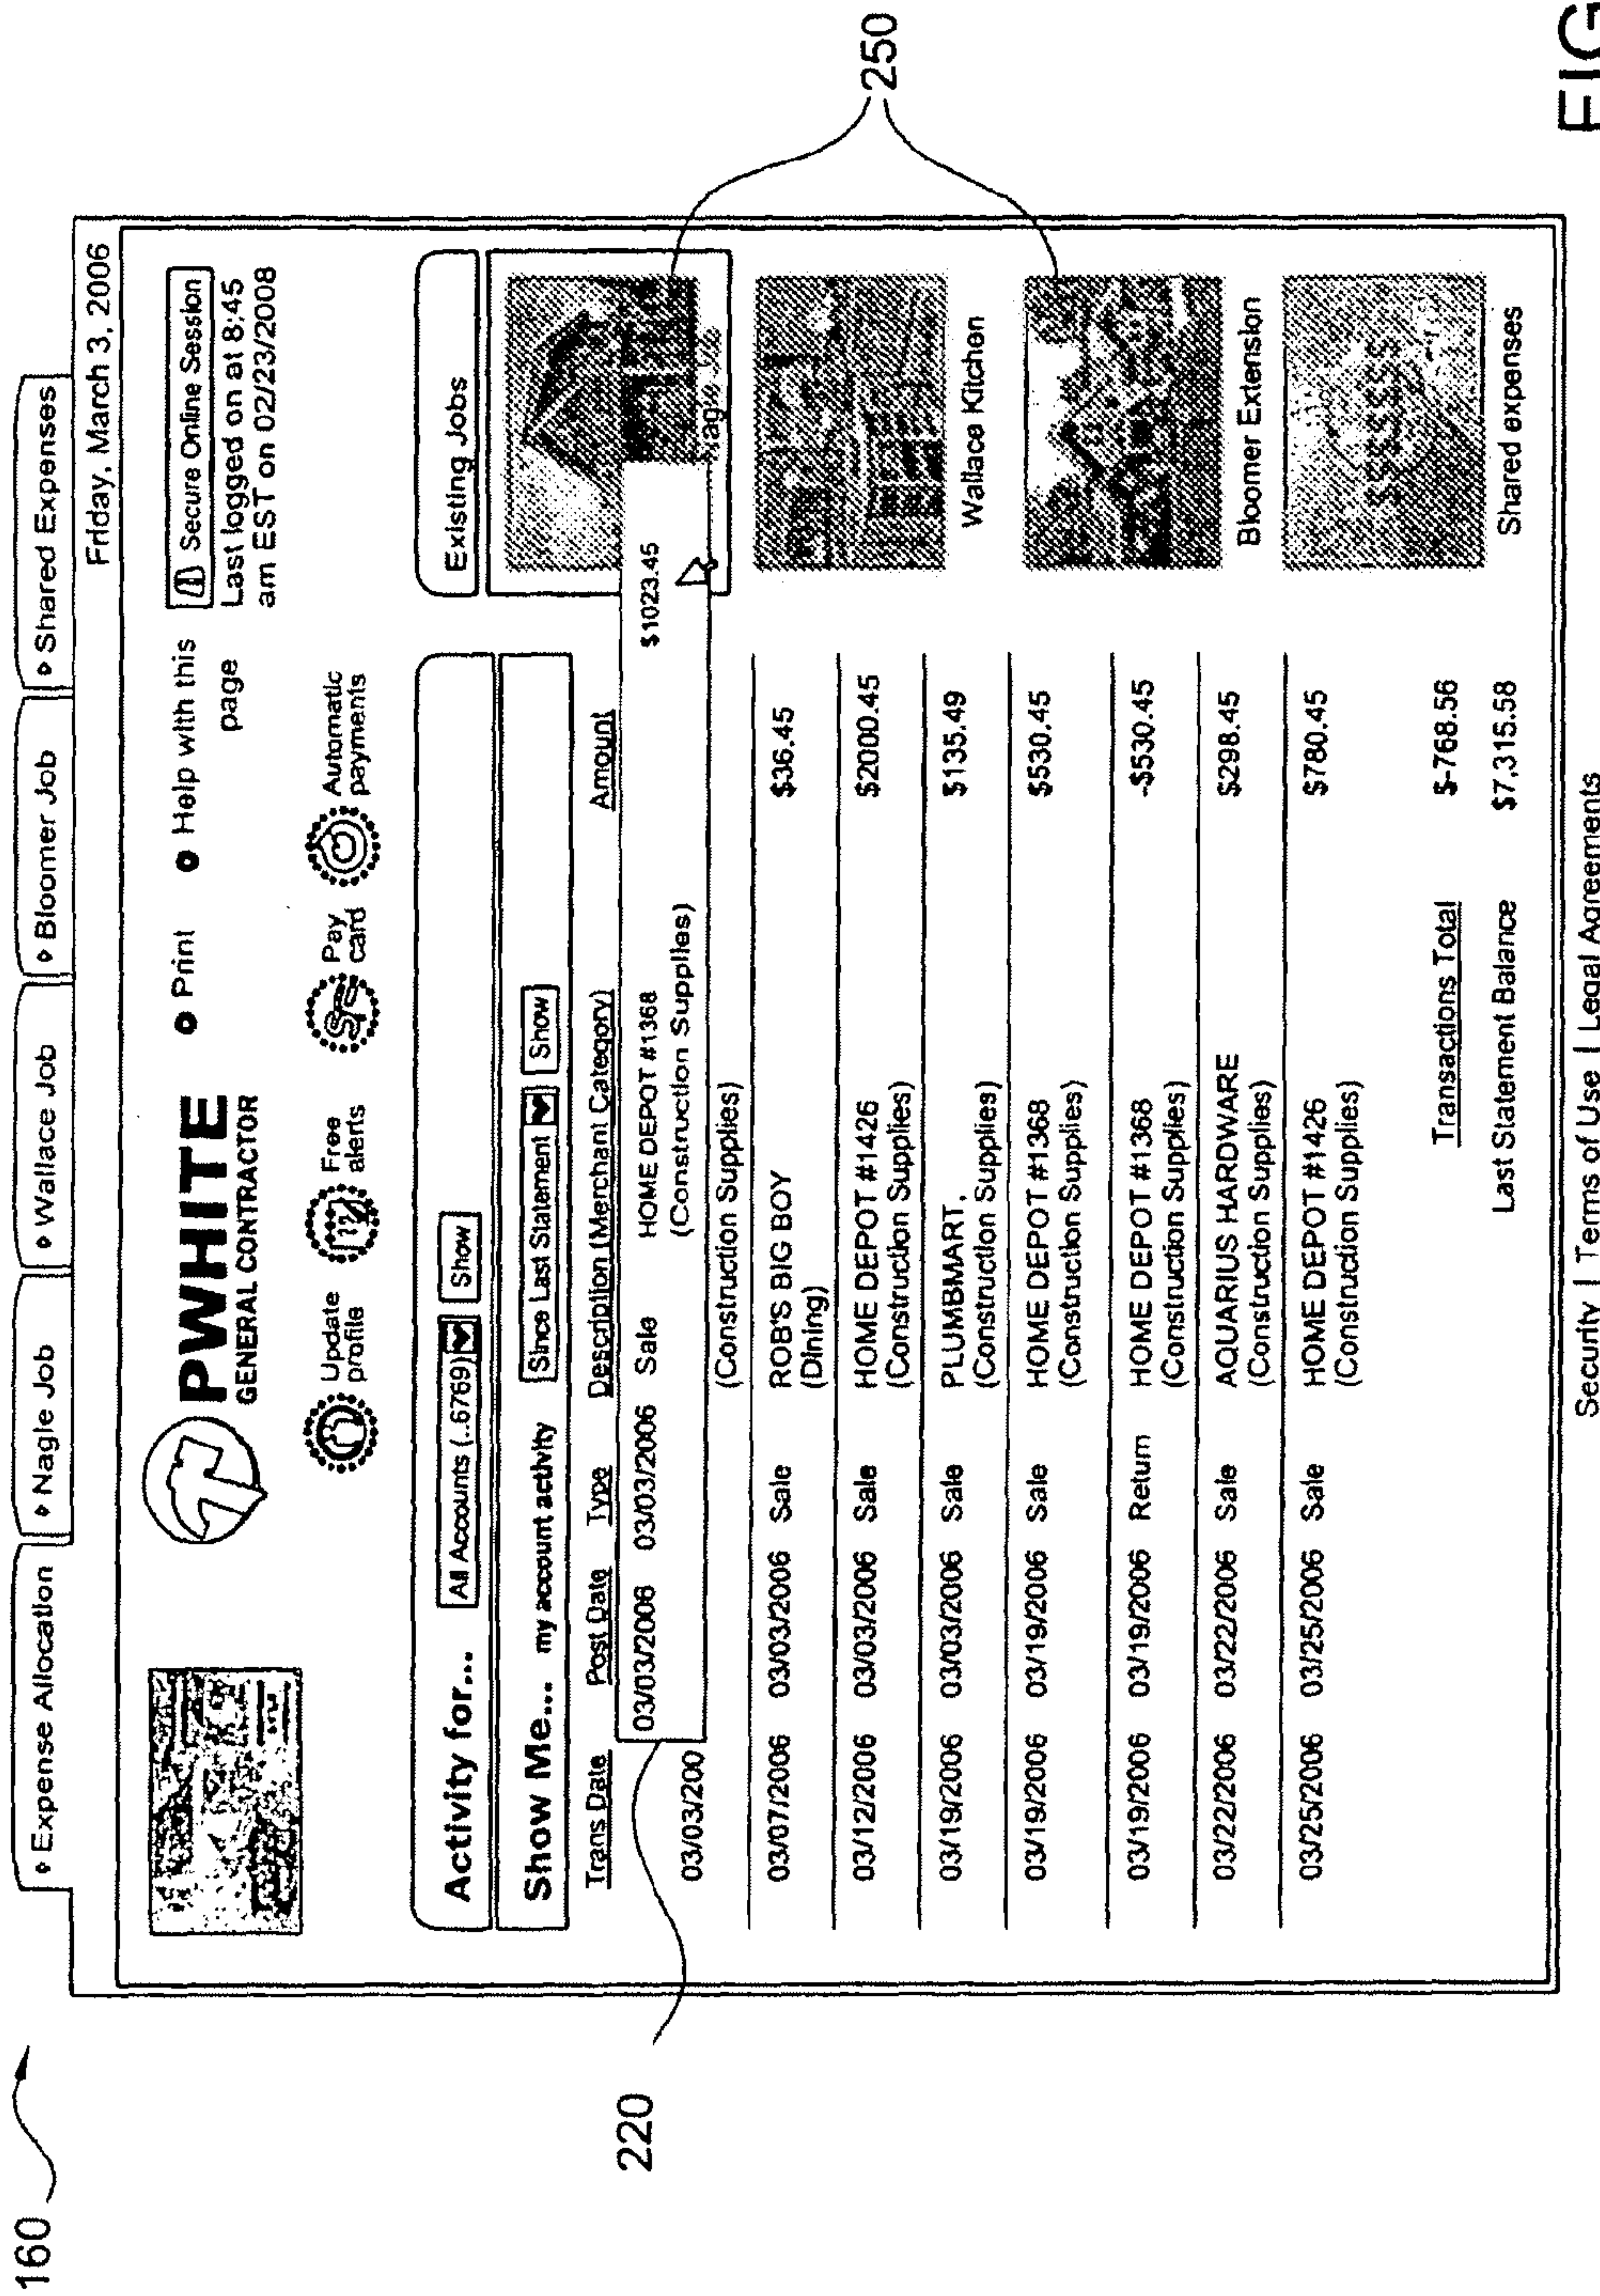 160
Expense Allocation Nagle Job Wallace Job Bloomer Job Shared Expenses
Friday, March 3, 2006
PWHITE
GENERAL CONTRACTOR
Print Help with this
page
Secure Online Session
Last logged on at 8:45
am EST on 02/23/2008
Update
profile
Free
alerts
Pay
card
Automatic
payments
Activity for... All Accounts (..6769) Show
Show Me... my account activity Since Last Statement Show
Existing Jobs
Trans Date Post Date Type Description (Merchant Category) Amount
220
03/03/2006 03/03/2006 Sale HOME DEPOT #1368 $1023.45
(Construction Supplies)
03/03/200
(Construction Supplies)
03/07/2006 03/03/2006 Sale ROB'S BIG BOY $36.45
(Dining)
03/12/2006 03/03/2006 Sale HOME DEPOT #1426 $2000.45
(Construction Supplies)
03/19/2006 03/03/2006 Sale PLUMBMART, $135.49
(Construction Supplies)
03/19/2006 03/19/2006 Sale HOME DEPOT #1368 $530.45
(Construction Supplies)
03/19/2006 03/19/2006 Return HOME DEPOT #1368 -$530.45
(Construction Supplies)
03/22/2006 03/22/2006 Sale AQUARIUS HARDWARE $298.45
(Construction Supplies)
03/25/2006 03/25/2006 Sale HOME DEPOT #1426 $780.45
(Construction Supplies)
Transactions Total $-768.56
Last Statement Balance $7,315.58
Wallace Kitchen
Bloomer Extension
Shared expenses
250
Security | Terms of Use | Legal Agreements
FIG